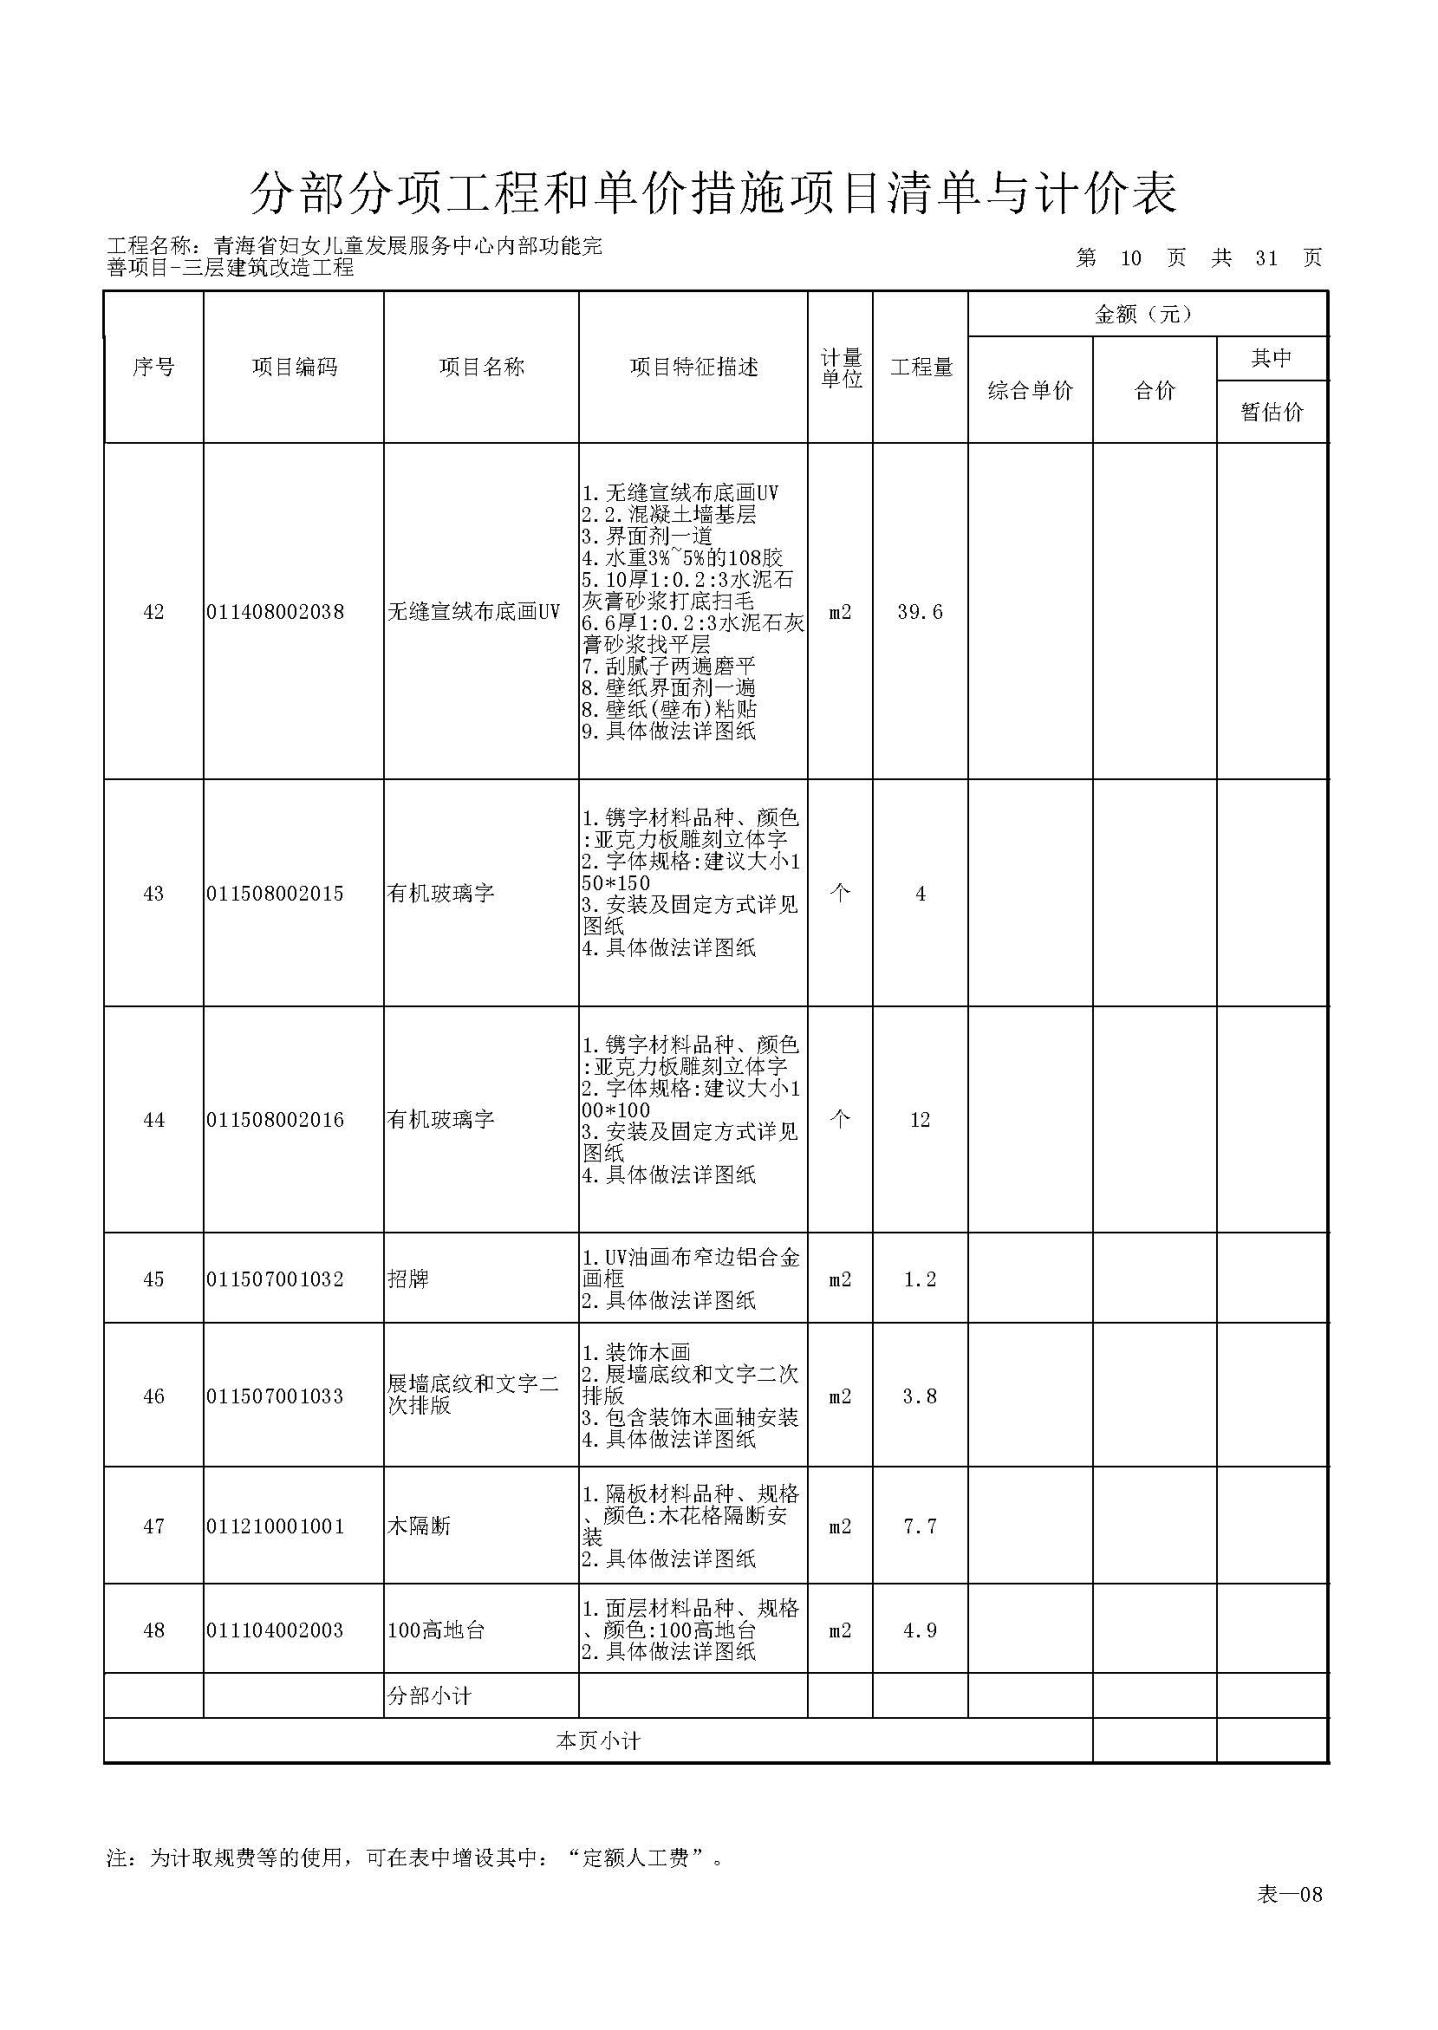 分部分项工程和单价措施项目清单与计价表
工程名称：青海省妇女儿童发展服务中心内部功能完
善项目-三层建筑改造工程
第 10 页 共 31 页
序号 项目编码 项目名称 项目特征描述 计量单位 工程量 金额（元）
综合单价 合价 其中
暂估价
42 011408002038 无缝宣绒布底画UV
1.无缝宣绒布底画UV
2.2.混凝土墙基层
3.界面剂一道
4.水重3%~5%的108胶
5.10厚1:0.2:3水泥石
灰膏砂浆打底扫毛
6.6厚1:0.2:3水泥石灰
膏砂浆找平层
7.刮腻子两遍磨平
8.壁纸界面剂一遍
8.壁纸(壁布)粘贴
9.具体做法详图纸
m2 39.6
43 011508002015 有机玻璃字
1.镌字材料品种、颜色
:亚克力板雕刻立体字
2.字体规格:建议大小1
50*150
3.安装及固定方式详见
图纸
4.具体做法详图纸
个 4
44 011508002016 有机玻璃字
1.镌字材料品种、颜色
:亚克力板雕刻立体字
2.字体规格:建议大小1
00*100
3.安装及固定方式详见
图纸
4.具体做法详图纸
个 12
45 011507001032 招牌
1.UV油画布窄边铝合金
画框
2.具体做法详图纸
m2 1.2
46 011507001033 展墙底纹和文字二
次排版
1.装饰木画
2.展墙底纹和文字二次
排版
3.包含装饰木画轴安装
4.具体做法详图纸
m2 3.8
47 011210001001 木隔断
1.隔板材料品种、规格
、颜色:木花格隔断安
装
2.具体做法详图纸
m2 7.7
48 011104002003 100高地台
1.面层材料品种、规格
、颜色:100高地台
2.具体做法详图纸
m2 4.9
分部小计
本页小计
注：为计取规费等的使用，可在表中增设其中：“定额人工费”。
表—08